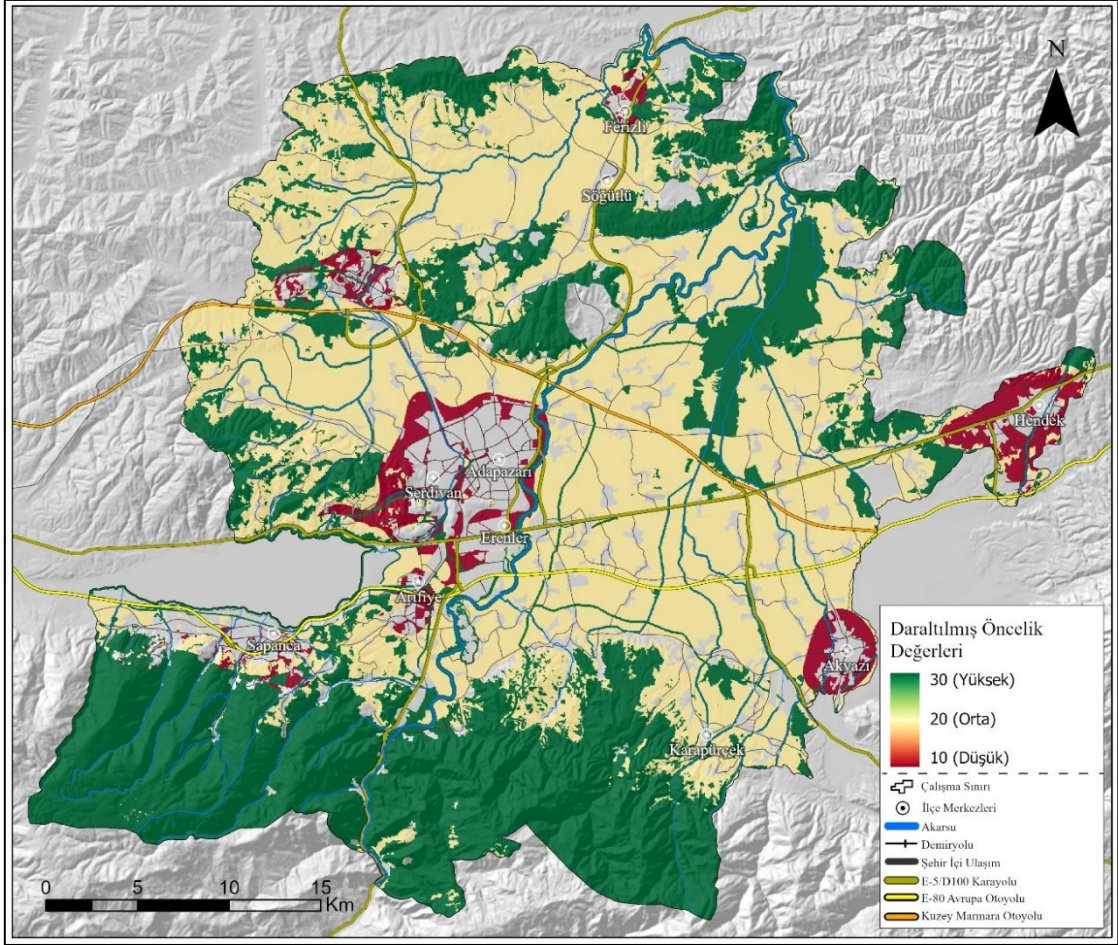 N
Ferizli
Söğütlü
Hendek
Adapazarı
Serdivan
Erenler
Arifiye
Sapanca
Akyazı
Karapürçek
Daraltılmış Öncelik
Değerleri
30 (Yüksek)
20 (Orta)
10 (Düşük)
Çalışma Sınırı
İlçe Merkezleri
Akarsu
Demiryolu
Şehir İçi Ulaşım
E-5/D100 Karayolu
E-80 Avrupa Otoyolu
Kuzey Marmara Otoyolu
0 5 10 15
Km